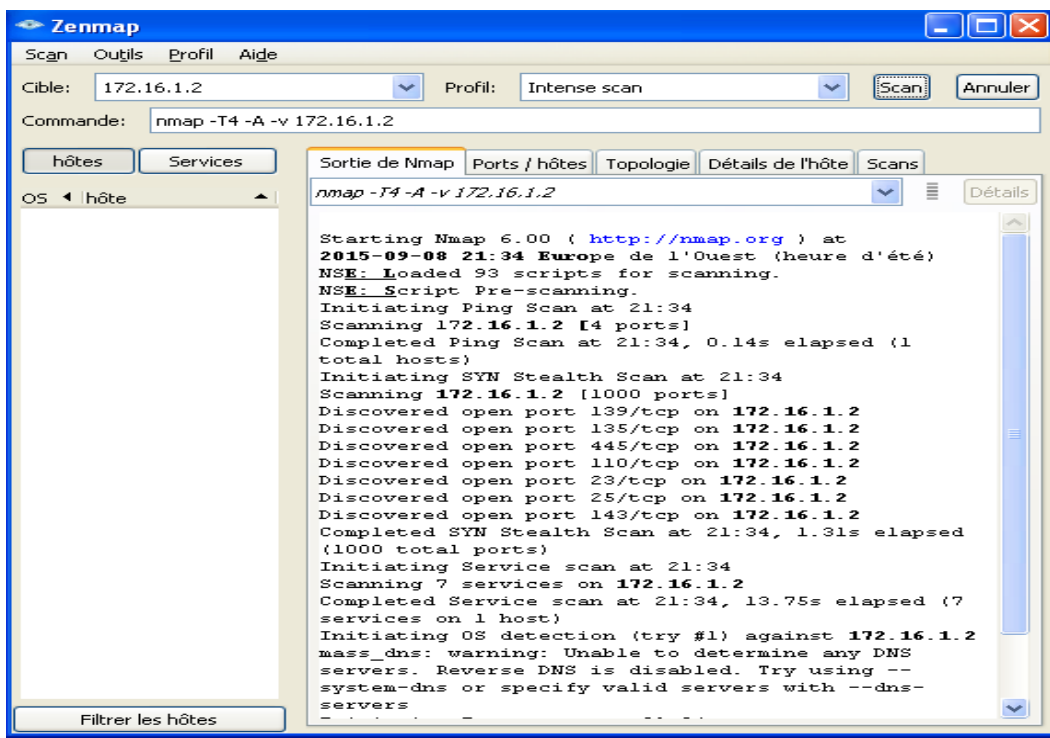 Zenmap
Scan Outils Profil Aide
Cible: 172.16.1.2 Profil: Intense scan Scan Annuler
Commande: nmap -T4 -A -v 172.16.1.2
hôtes Services
Sortie de Nmap Ports / hôtes Topologie Détails de l'hôte Scans
OS hôte
nmap -T4 -A -v 172.16.1.2 Détails
Starting Nmap 6.00 ( http://nmap.org ) at
2015-09-08 21:34 Europe de l'Ouest (heure d'été)
NSE: Loaded 93 scripts for scanning.
NSE: Script Pre-scanning.
Initiating Ping Scan at 21:34
Scanning 172.16.1.2 [4 ports]
Completed Ping Scan at 21:34, 0.14s elapsed (1
total hosts)
Initiating SYN Stealth Scan at 21:34
Scanning 172.16.1.2 [1000 ports]
Discovered open port 139/tcp on 172.16.1.2
Discovered open port 135/tcp on 172.16.1.2
Discovered open port 445/tcp on 172.16.1.2
Discovered open port 110/tcp on 172.16.1.2
Discovered open port 23/tcp on 172.16.1.2
Discovered open port 25/tcp on 172.16.1.2
Discovered open port 143/tcp on 172.16.1.2
Completed SYN Stealth Scan at 21:34, 1.31s elapsed
(1000 total ports)
Initiating Service scan at 21:34
Scanning 7 services on 172.16.1.2
Completed Service scan at 21:34, 13.75s elapsed (7
services on 1 host)
Initiating OS detection (try #1) against 172.16.1.2
mass_dns: warning: Unable to determine any DNS
servers. Reverse DNS is disabled. Try using --
system-dns or specify valid servers with --dns-
servers
Filtrer les hôtes